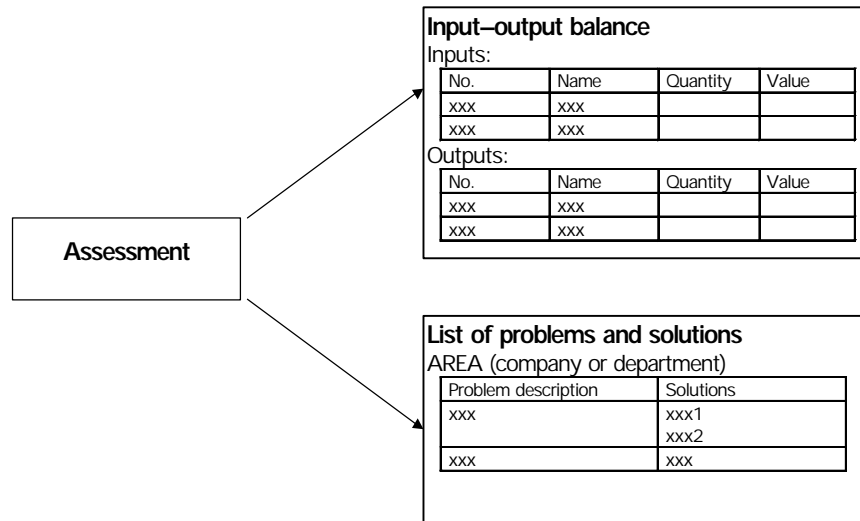 Input–output balance
Inputs:
No. Name Quantity Value
xxx xxx
xxx xxx
Outputs:
No. Name Quantity Value
xxx xxx
xxx xxx
Assessment
List of problems and solutions
AREA (company or department)
Problem description Solutions
xxx xxx1
xxx2
xxx xxx